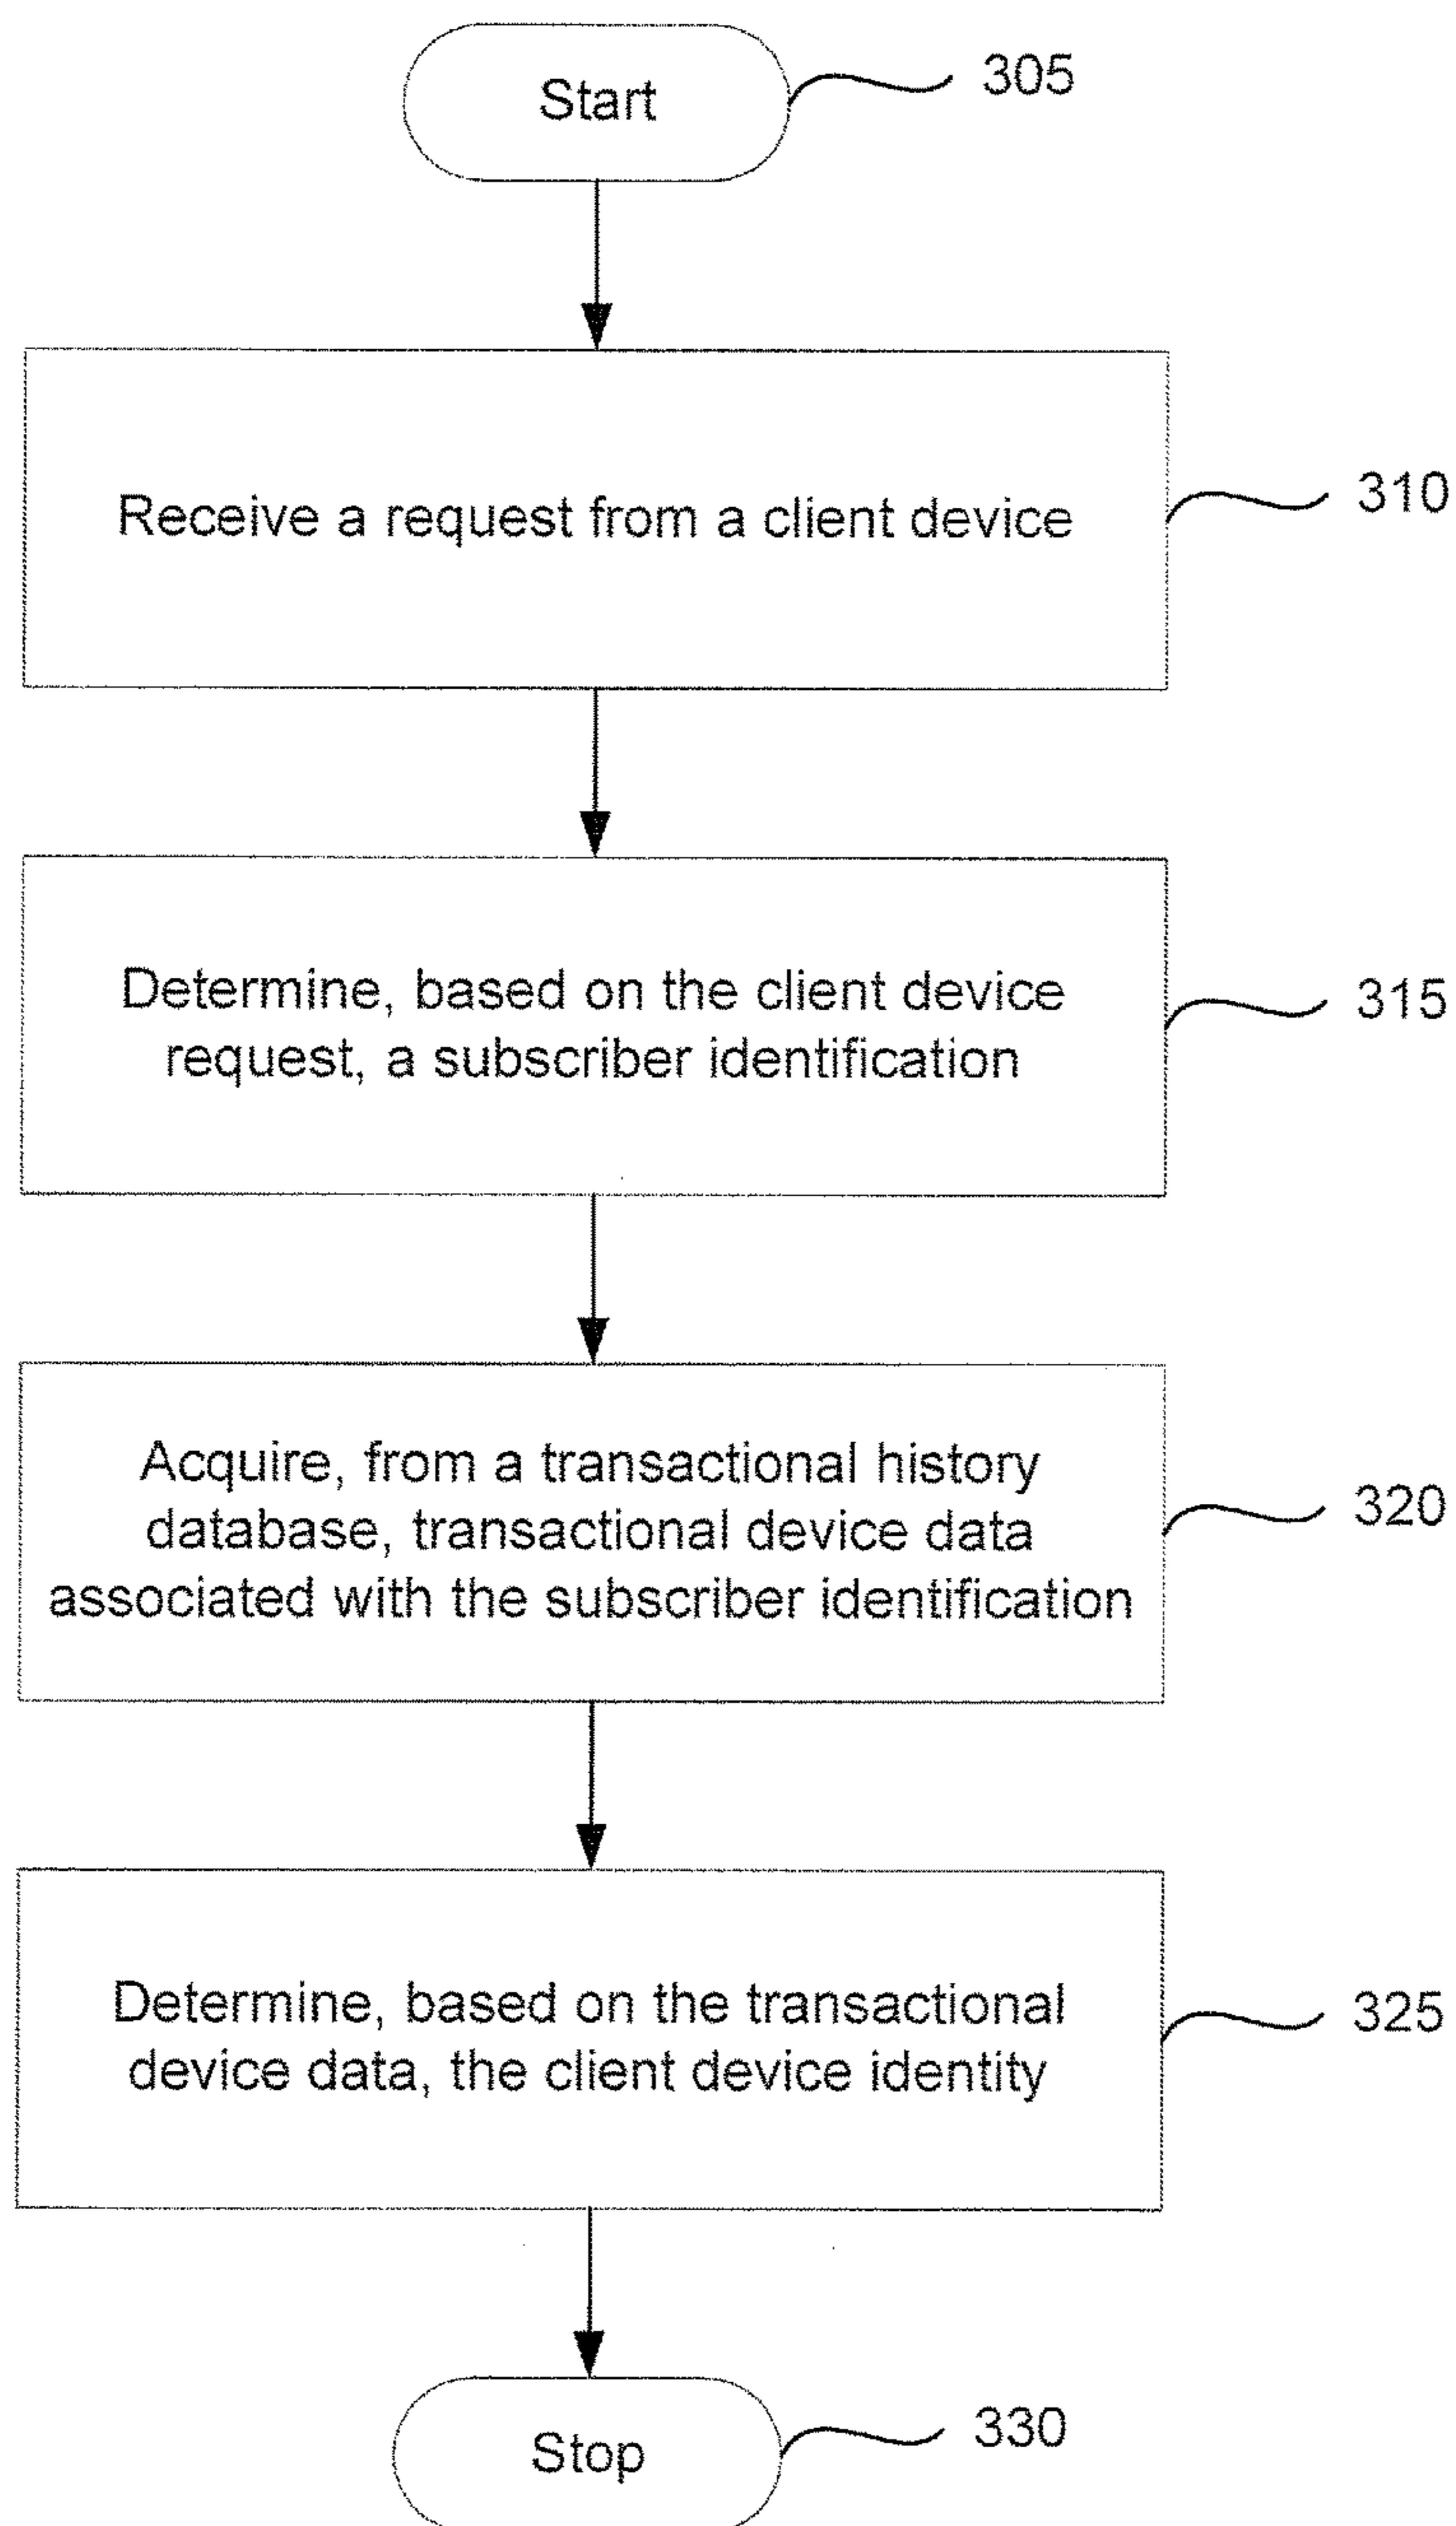 Start
305
Receive a request from a client device
310
Determine, based on the client device
request, a subscriber identification
315
Acquire, from a transactional history
database, transactional device data
associated with the subscriber identification
320
Determine, based on the transactional
device data, the client device identity
325
Stop
330